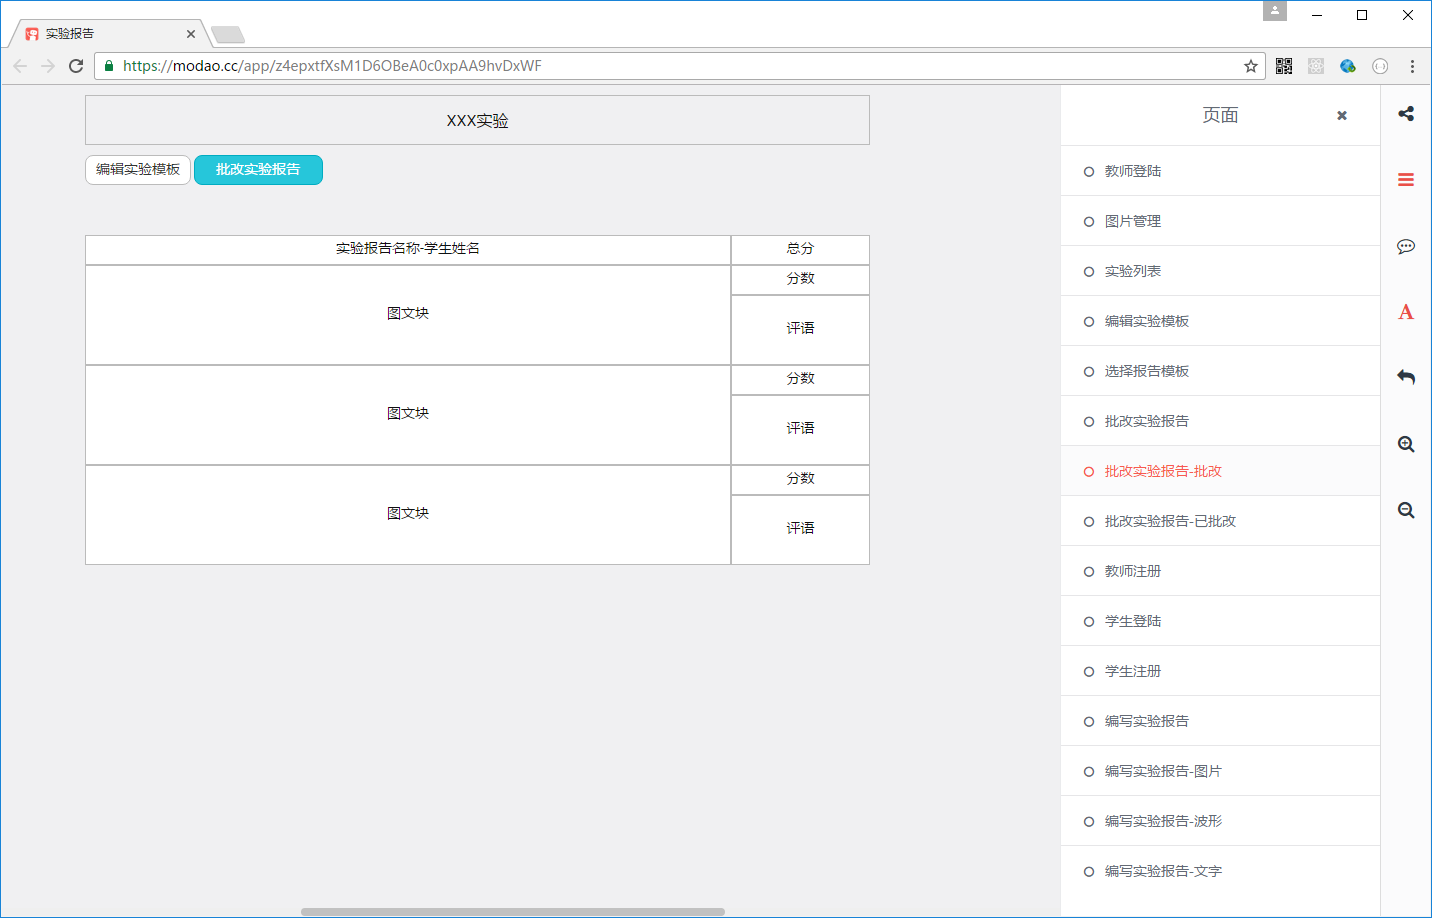 实验报告
https://modao.cc/app/z4epxtfXsM1D6OBeA0c0xpAA9hvDxWF
XXX实验
编辑实验模板
批改实验报告
实验报告名称-学生姓名
总分
图文块
分数
评语
图文块
分数
评语
图文块
分数
评语
页面
教师登陆
图片管理
实验列表
编辑实验模板
选择报告模板
批改实验报告
批改实验报告-批改
批改实验报告-已批改
教师注册
学生登陆
学生注册
编写实验报告
编写实验报告-图片
编写实验报告-波形
编写实验报告-文字
A